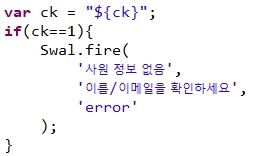 var ck = "${ck}";
if(ck==1){
    Swal.fire(
        '사원 정보 없음',
        '이름/이메일을 확인하세요',
        'error'
    );
}